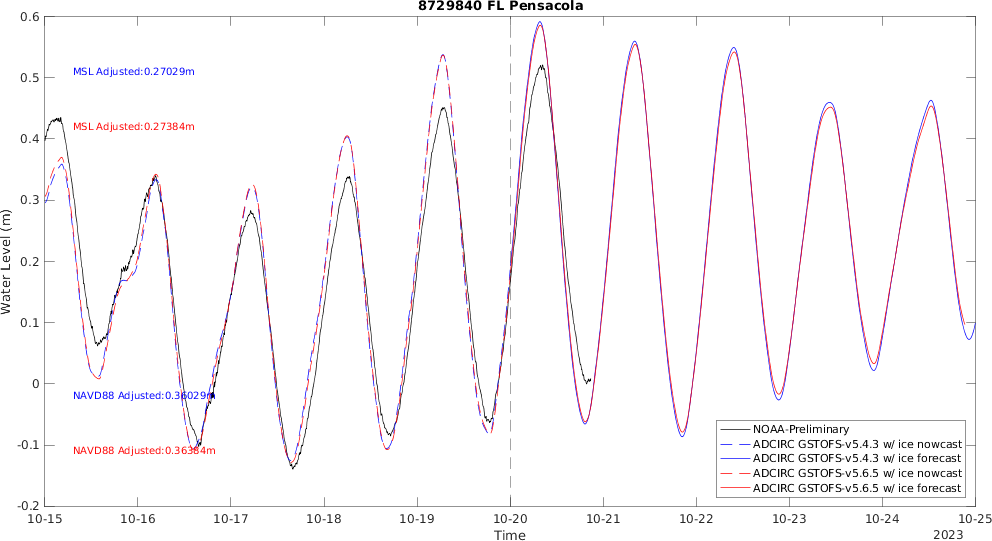 8729840 FL Pensacola
0.6
0.5
0.4
0.3
0.2
0.1
0
-0.1
-0.2
Water Level (m)
MSL Adjusted:0.27029m
MSL Adjusted:0.27384m
NAVD88 Adjusted:0.36029m
NAVD88 Adjusted:0.36384m
NOAA-Preliminary
ADCIRC GSTOFS-v5.4.3 w/ ice nowcast
ADCIRC GSTOFS-v5.4.3 w/ ice forecast
ADCIRC GSTOFS-v5.6.5 w/ ice nowcast
ADCIRC GSTOFS-v5.6.5 w/ ice forecast
10-15 10-16 10-17 10-18 10-19 10-20 10-21 10-22 10-23 10-24 10-25
Time
2023